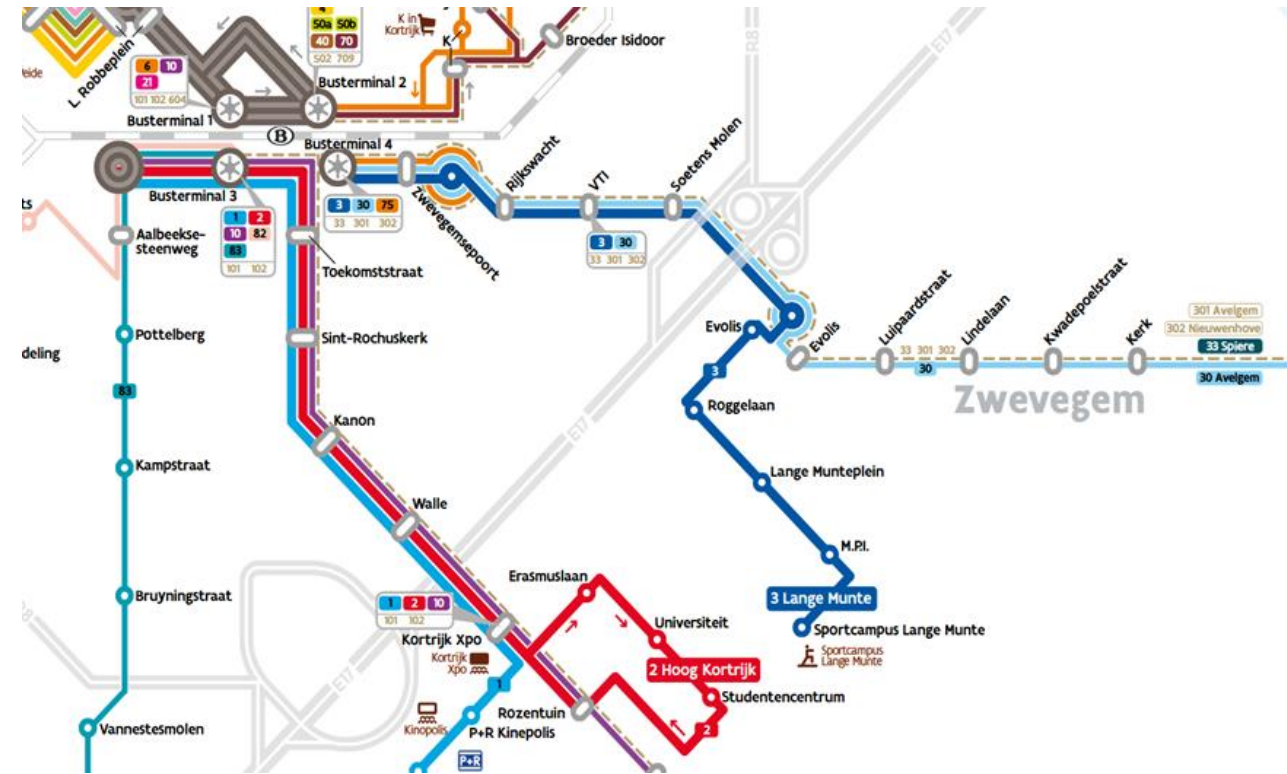 4
50a 50b
40 70
502 709
K in
Kortrijk
K
Broeder Isidoor
R8
E17
L. Robbeplein
6 10
21
101 102 604
Busterminal 1
Busterminal 2
B
Busterminal 4
Busterminal 3
1 2
10 82
83
101 102
3 30 75
33 301 302
Zwevegemsepoort
Rijkswacht
VTI
3 30
33 301 302
Soetens Molen
Aalbeekse-
steenweg
Toekomststraat
Pottelberg
Sint-Rochuskerk
83
Kanon
Kampstraat
Walle
Bruyningstraat
Vannestesmolen
Evolis
Evolis
3
Roggelaan
Lange Munteplein
M.P.I.
3 Lange Munte
Sportcampus Lange Munte
Sportcampus
Lange Munte
Luipaardstraat
33 301 302
30
Lindelaan
Kwadepoelstraat
Kerk
301 Avelgem
302 Nieuwenhove
33 Spiere
30 Avelgem
Zwevegem
E17
E17
R8
1 2 10
101 102
Kortrijk Xpo
Kortrijk
Xpo
Erasmuslaan
Universiteit
2 Hoog Kortrijk
Studentencentrum
2
Rozentuin
1
P+R Kinepolis
Kinopolis
P+R